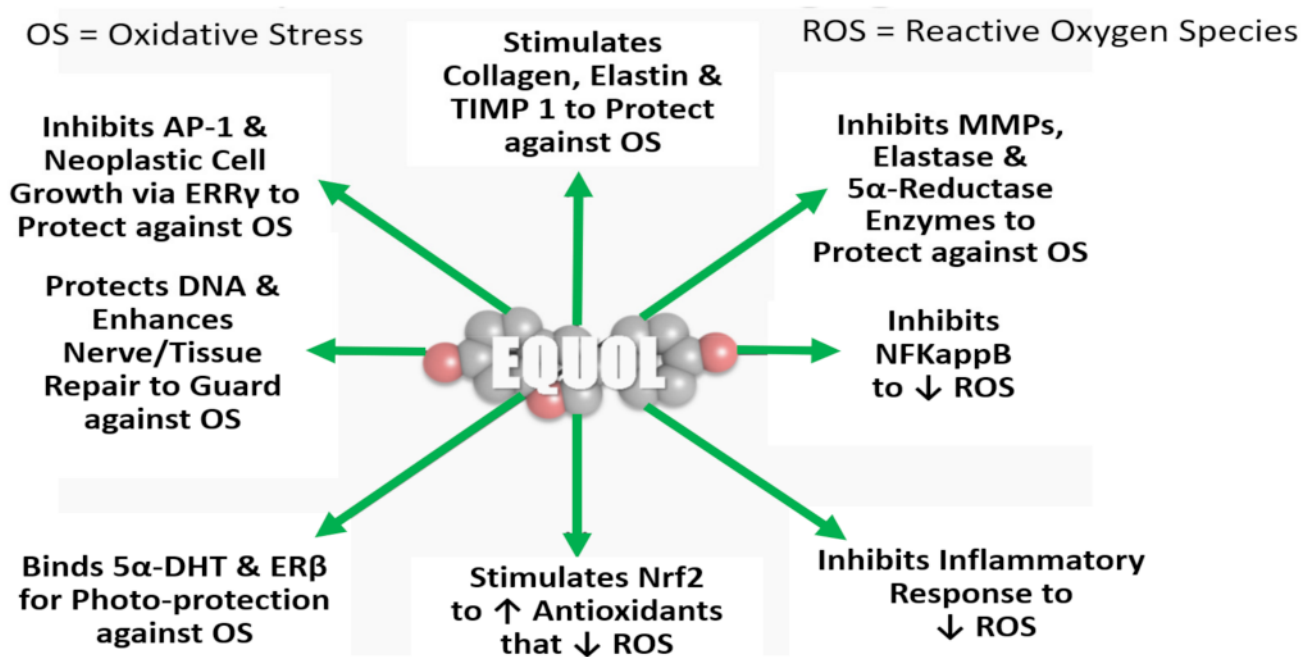 OS = Oxidative Stress
ROS = Reactive Oxygen Species
Stimulates
Collagen, Elastin &
TIMP 1 to Protect
against OS
Inhibits AP-1 &
Neoplastic Cell
Growth via ERRγ to
Protect against OS
Inhibits MMPs,
Elastase &
5α-Reductase
Enzymes to
Protect against OS
Protects DNA &
Enhances
Nerve/Tissue
Repair to Guard
against OS
EQUOL
Inhibits
NFKappB
to ↓ ROS
Binds 5α-DHT & ERβ
for Photo-protection
against OS
Stimulates Nrf2
to ↑ Antioxidants
that ↓ ROS
Inhibits Inflammatory
Response to
↓ ROS